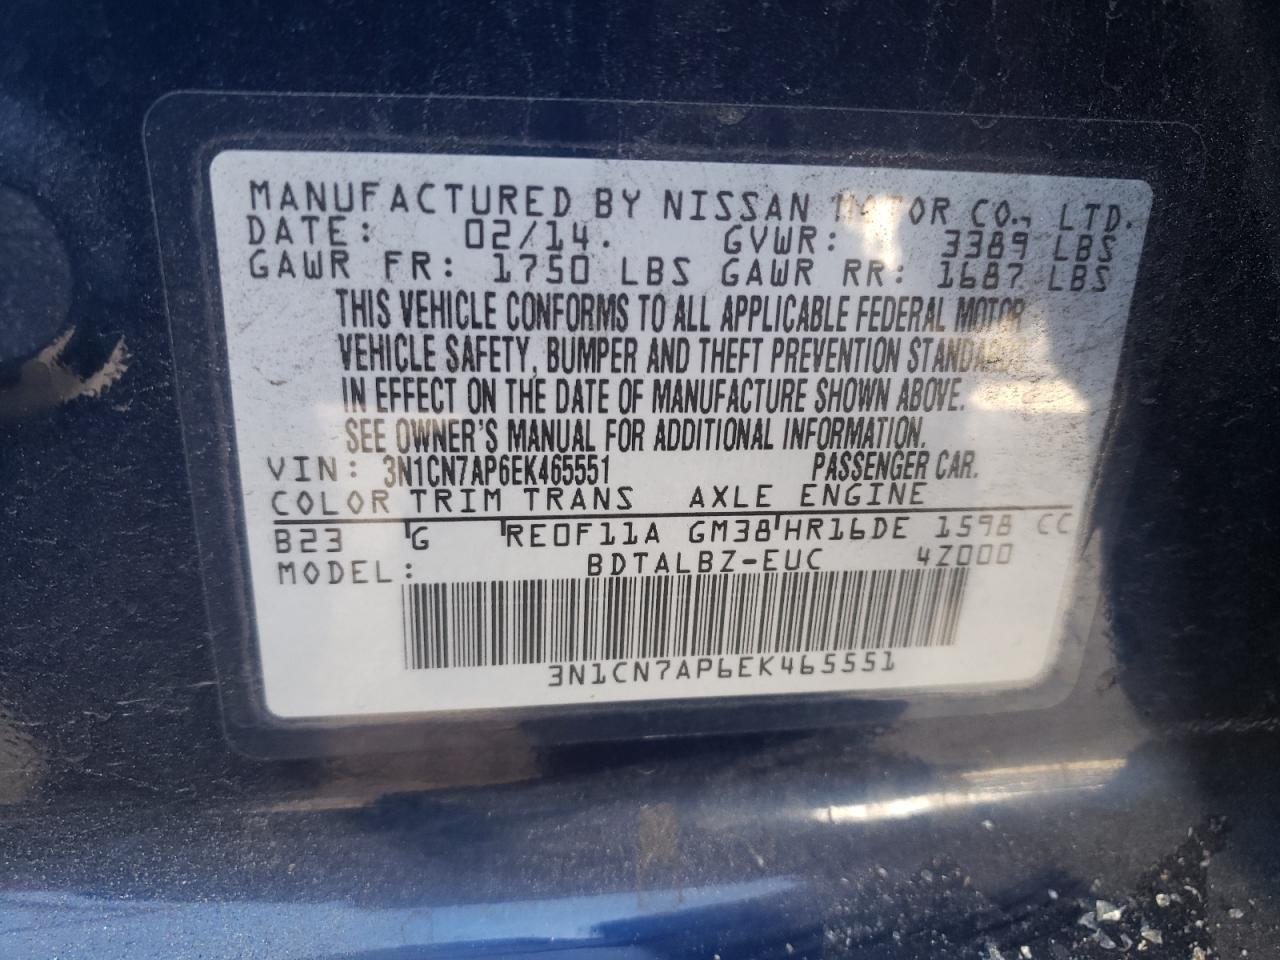 MANUFACTURED BY NISSAN MOTOR CO., LTD.
DATE: 02/14. GVWR: 3389 LBS
GAWR FR: 1750 LBS GAWR RR: 1687 LBS
THIS VEHICLE CONFORMS TO ALL APPLICABLE FEDERAL MOTOR
VEHICLE SAFETY, BUMPER AND THEFT PREVENTION STANDARDS
IN EFFECT ON THE DATE OF MANUFACTURE SHOWN ABOVE.
SEE OWNER'S MANUAL FOR ADDITIONAL INFORMATION.
VIN: 3N1CN7AP6EK465551 PASSENGER CAR.
COLOR TRIM TRANS AXLE ENGINE
B23 G RE0F11A GM38 HR16DE 1598 CC
MODEL: BDTALBZ-EUC 4Z000
3N1CN7AP6EK465551